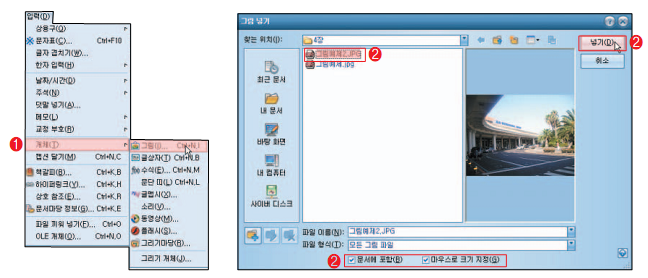 입력(D)
상용구(Q)
문자표(C)... Ctrl+F10
글자 겹치기(W)...
한자 입력(H)
날짜/시간(D)
주석(N)
덧말 넣기(A)...
메모(L)
교정 부호(R)
❶ 개체(J)
캡션 달기(M) Ctrl+N,C
책갈피(B)... Ctrl+K,B
하이퍼링크(Y)... Ctrl+K,H
상호 참조(E)... Ctrl+K,R
문서마당 정보(G)... Ctrl+K,E
파일 끼워 넣기(F)... Ctrl+O
OLE 개체(O)... Ctrl+N,O
그림(I)... Ctrl+N,I
글상자(T) Ctrl+N,B
수식(E)... Ctrl+N,M
문단 띠(L) Ctrl+N,L
글맵시(X)...
소리(V)...
동영상(M)...
플래시(S)...
그리기마당(B)...
그리기 개체(J)...
그림 넣기
찾는 위치(I): 4장
넣기(D) ❷
그림예제2.JPG ❷
그림예제.jpg
취소
최근 문서
내 문서
바탕 화면
내 컴퓨터
사이버 디스크
파일 이름(N): 그림예제2.JPG
파일 형식(T): 모든 그림 파일
❷ 문서에 포함(B) 마우스로 크기 지정(G)